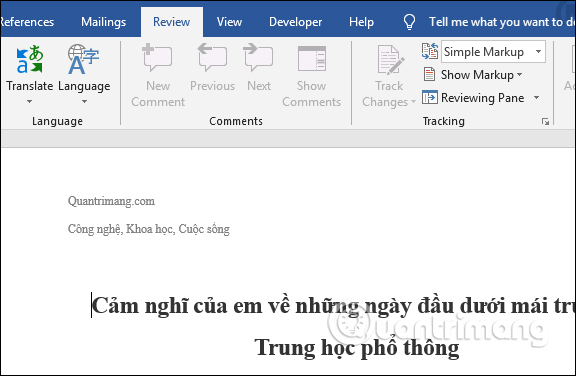 References Mailings Review View Developer Help Tell me what you want to d
Translate Language New Comment Previous Next Show Comments Track Changes Simple Markup
Show Markup
Reviewing Pane
Language Comments Tracking
Quantrimang.com
Công nghệ, Khoa học, Cuộc sống
Cảm nghĩ của em về những ngày đầu dưới mái trư
Trung học phổ thông
uantrimang